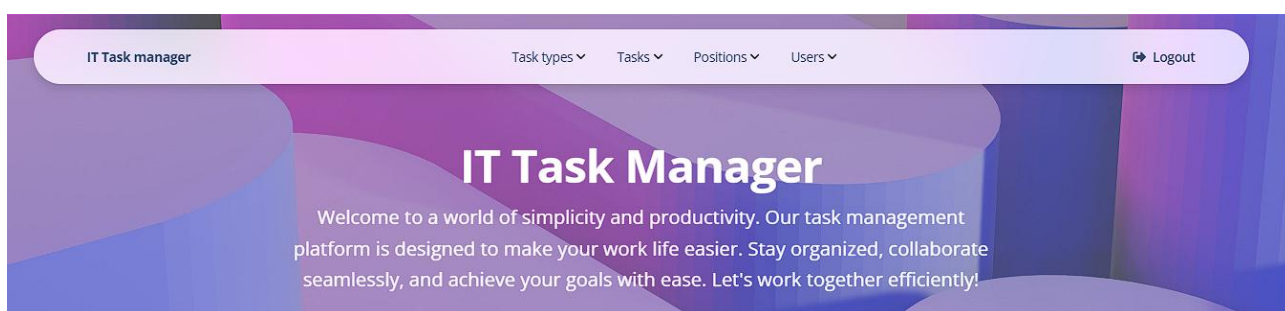 IT Task manager
Task types
Tasks
Positions
Users
Logout
IT Task Manager
Welcome to a world of simplicity and productivity. Our task management
platform is designed to make your work life easier. Stay organized, collaborate
seamlessly, and achieve your goals with ease. Let's work together efficiently!